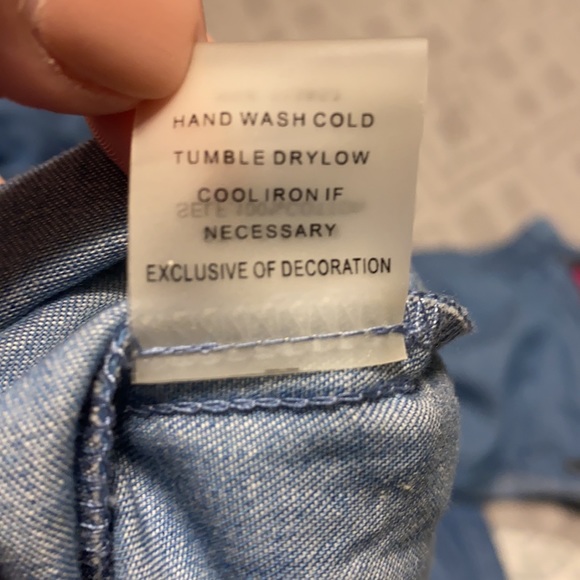 HAND WASH COLD
TUMBLE DRYLOW
COOL IRON IF
NECESSARY
EXCLUSIVE OF DECORATION